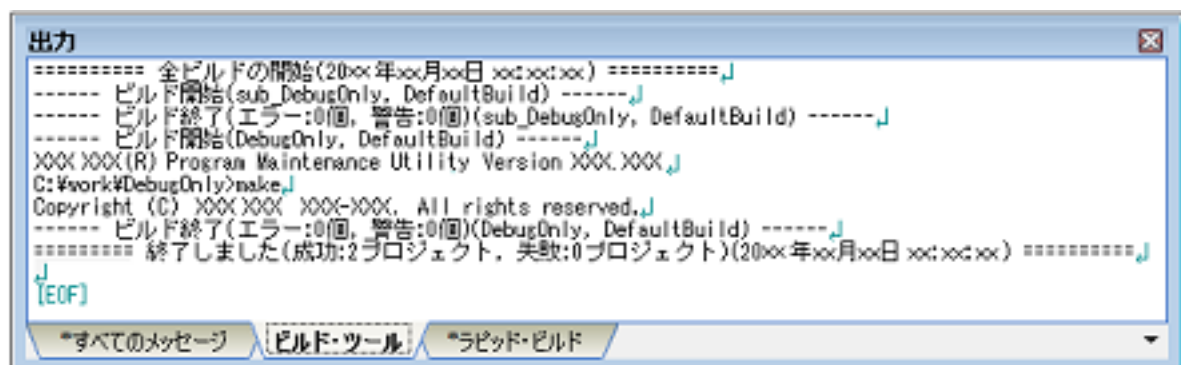 出力
========== 全ビルドの開始(20xx年xx月xx日 xx:xx:xx) ==========↲
------ ビルド開始(sub_DebugOnly, DefaultBuild) ------↲
------ ビルド終了(エラー:0個, 警告:0個)(sub_DebugOnly, DefaultBuild) ------↲
------ ビルド開始(DebugOnly, DefaultBuild) ------↲
XXX XXX(R) Program Maintenance Utility Version XXX.XXX↲
C:¥work¥DebugOnly>make↲
Copyright (C) XXX XXX XXX-XXX. All rights reserved.↲
------ ビルド終了(エラー:0個, 警告:0個)(DebugOnly, DefaultBuild) ------↲
========= 終了しました(成功:2プロジェクト, 失敗:0プロジェクト)(20xx年xx月xx日 xx:xx:xx) ==========↲
↲
[EOF]
*すべてのメッセージ ビルド・ツール *ラピッド・ビルド